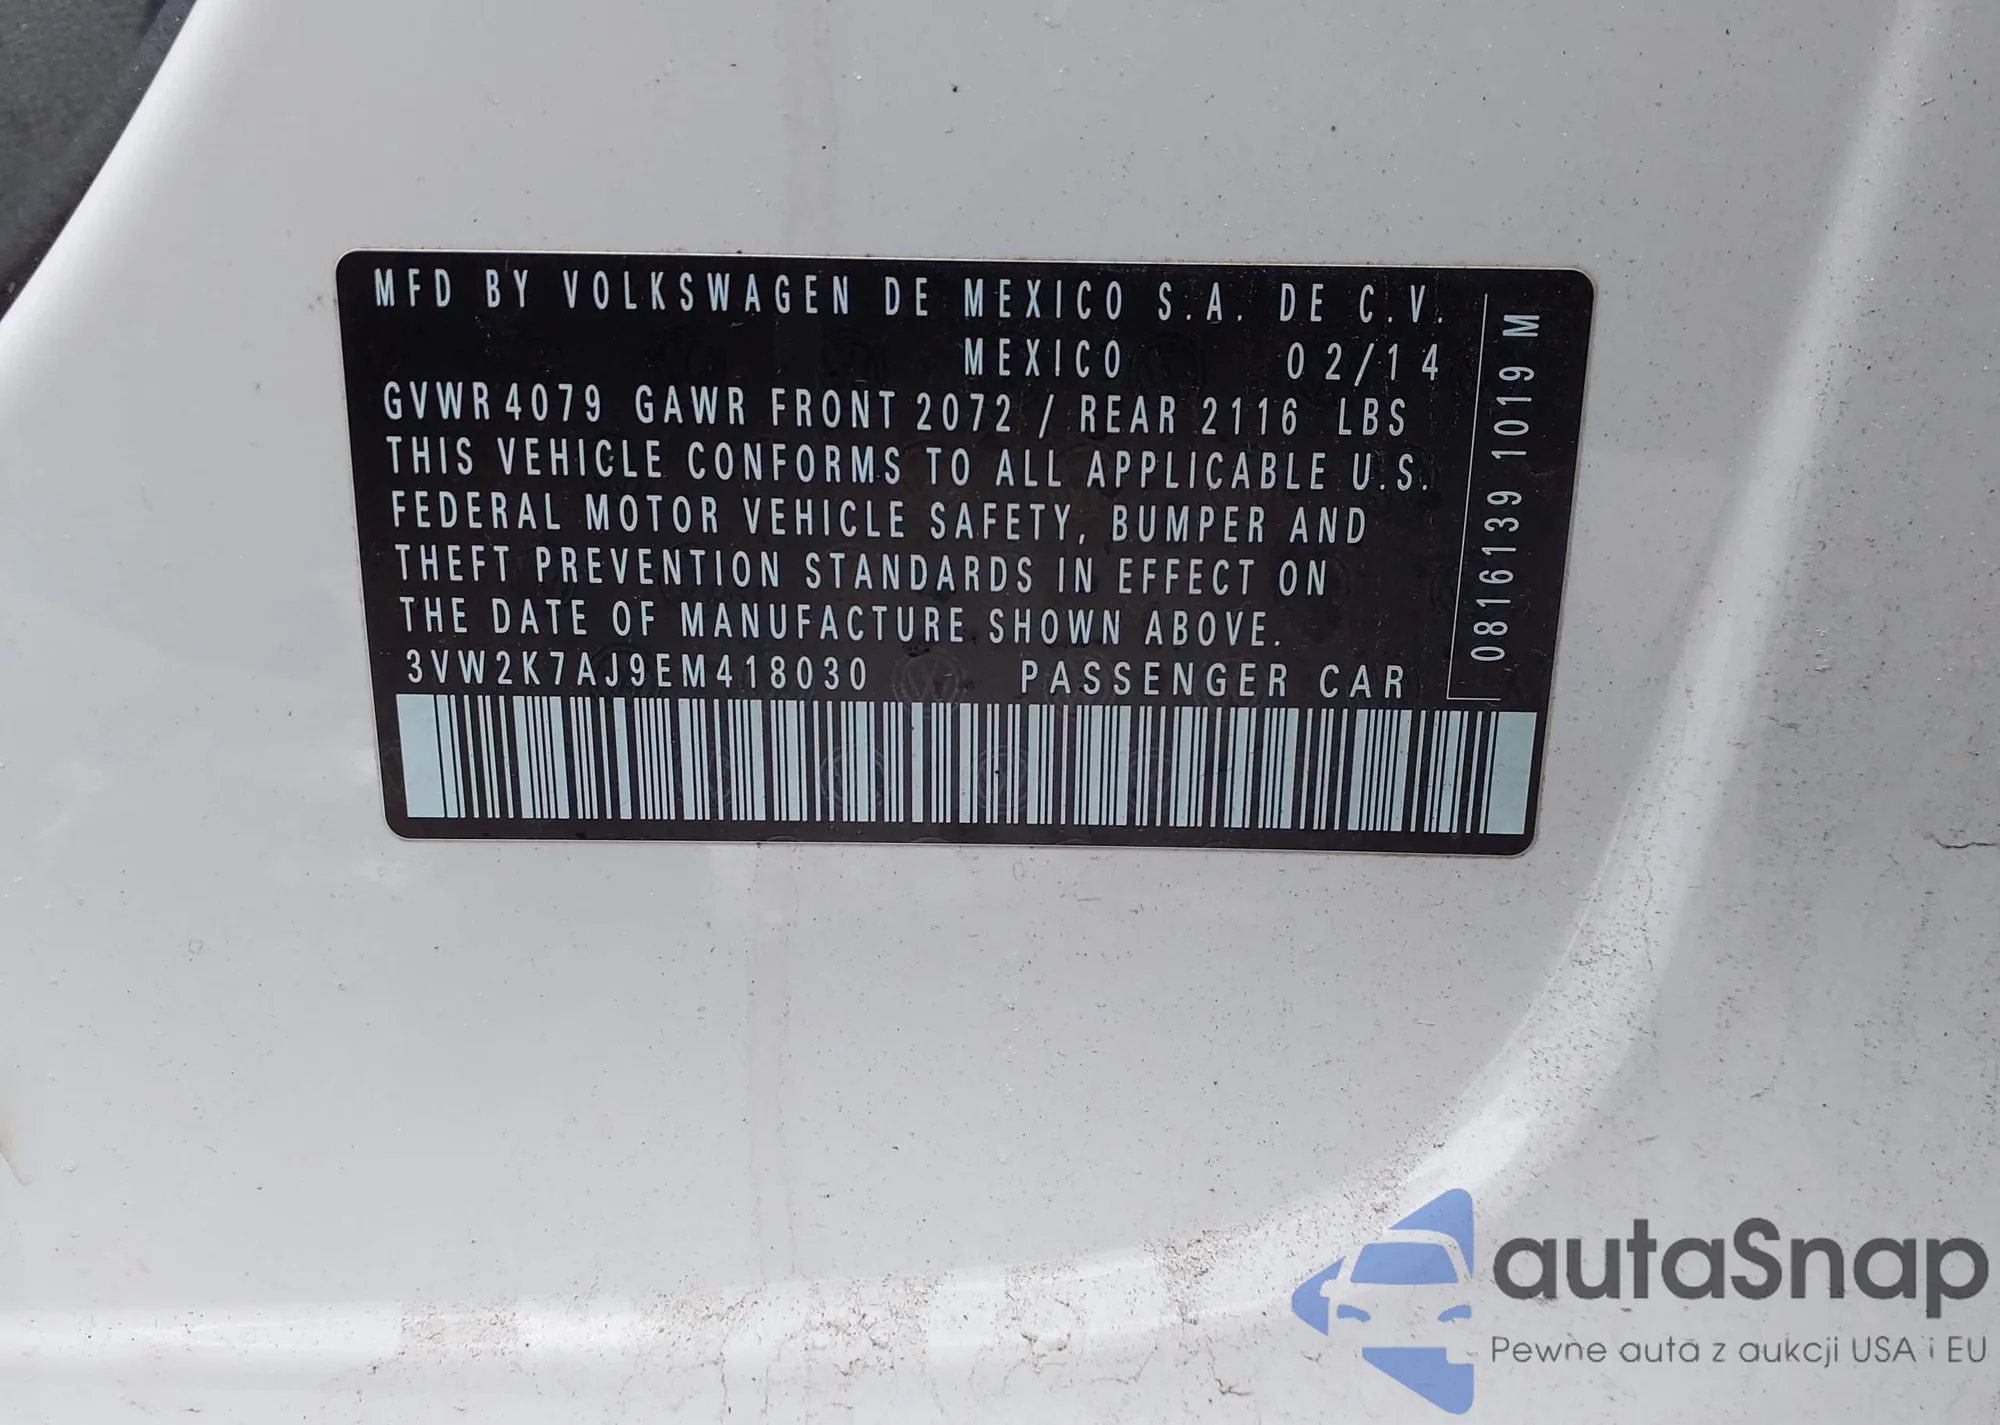 MFD BY VOLKSWAGEN DE MEXICO S.A. DE C.V.
MEXICO 02/14
GVWR 4079 GAWR FRONT 2072 / REAR 2116 LBS
THIS VEHICLE CONFORMS TO ALL APPLICABLE U.S.
FEDERAL MOTOR VEHICLE SAFETY, BUMPER AND
THEFT PREVENTION STANDARDS IN EFFECT ON
THE DATE OF MANUFACTURE SHOWN ABOVE.
3VW2K7AJ9EM418030 PASSENGER CAR
0816139 1019 M
autaSnap
Pewne auta z aukcji USA i EU